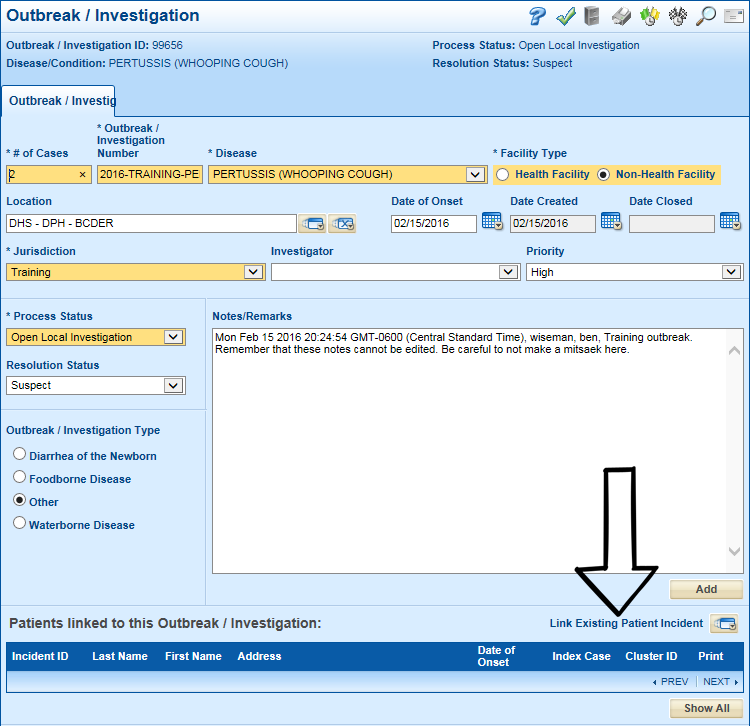 Outbreak / Investigation
Outbreak / Investigation ID: 99656
Process Status: Open Local Investigation
Disease/Condition: PERTUSSIS (WHOOPING COUGH)
Resolution Status: Suspect
Outbreak / Investig
* # of Cases
* Outbreak /
Investigation
Number
* Disease
* Facility Type
2 ×
2016-TRAINING-PE
PERTUSSIS (WHOOPING COUGH)
Health Facility
Non-Health Facility
Location
Date of Onset
Date Created
Date Closed
DHS - DPH - BCDER
02/15/2016
02/15/2016
* Jurisdiction
Investigator
Priority
Training
High
* Process Status
Open Local Investigation
Resolution Status
Suspect
Outbreak / Investigation Type
Diarrhea of the Newborn
Foodborne Disease
Other
Waterborne Disease
Notes/Remarks
Mon Feb 15 2016 20:24:54 GMT-0600 (Central Standard Time), wiseman, ben, Training outbreak.
Remember that these notes cannot be edited. Be careful to not make a mitsaek here.
Add
Patients linked to this Outbreak / Investigation:
Link Existing Patient Incident
Incident ID Last Name First Name Address Date of Onset Index Case Cluster ID Print
PREV | NEXT
Show All